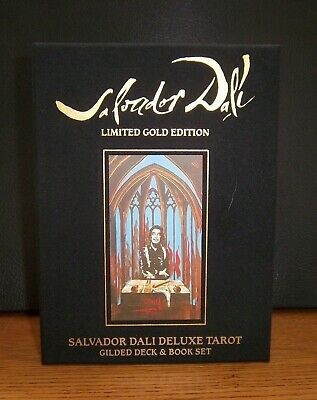 Salvador Dalí
LIMITED GOLD EDITION
SALVADOR DALI DELUXE TAROT
GILDED DECK & BOOK SET